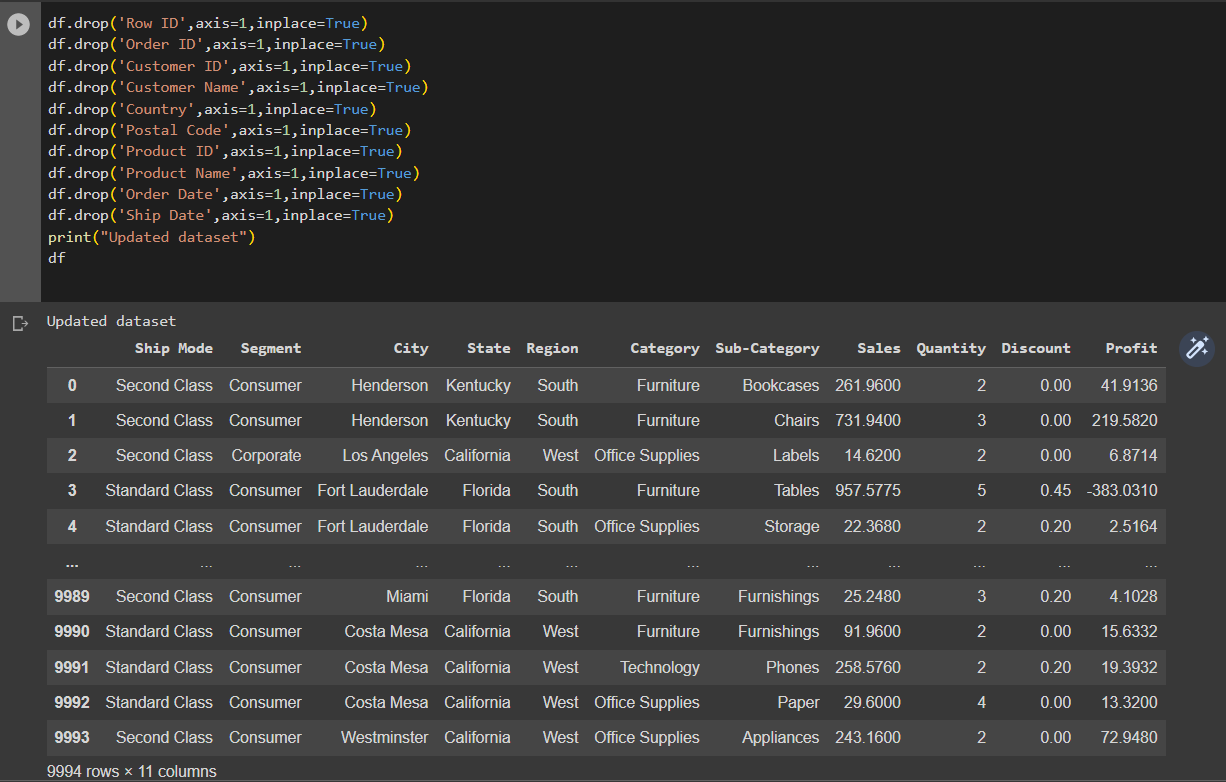 df.drop('Row ID',axis=1,inplace=True)
df.drop('Order ID',axis=1,inplace=True)
df.drop('Customer ID',axis=1,inplace=True)
df.drop('Customer Name',axis=1,inplace=True)
df.drop('Country',axis=1,inplace=True)
df.drop('Postal Code',axis=1,inplace=True)
df.drop('Product ID',axis=1,inplace=True)
df.drop('Product Name',axis=1,inplace=True)
df.drop('Order Date',axis=1,inplace=True)
df.drop('Ship Date',axis=1,inplace=True)
print("Updated dataset")
df
Updated dataset
Ship Mode Segment City State Region Category Sub-Category Sales Quantity Discount Profit
0 Second Class Consumer Henderson Kentucky South Furniture Bookcases 261.9600 2 0.00 41.9136
1 Second Class Consumer Henderson Kentucky South Furniture Chairs 731.9400 3 0.00 219.5820
2 Second Class Corporate Los Angeles California West Office Supplies Labels 14.6200 2 0.00 6.8714
3 Standard Class Consumer Fort Lauderdale Florida South Furniture Tables 957.5775 5 0.45 -383.0310
4 Standard Class Consumer Fort Lauderdale Florida South Office Supplies Storage 22.3680 2 0.20 2.5164
... ... ... ... ... ... ... ... ... ... ... ...
9989 Second Class Consumer Miami Florida South Furniture Furnishings 25.2480 3 0.20 4.1028
9990 Standard Class Consumer Costa Mesa California West Furniture Furnishings 91.9600 2 0.00 15.6332
9991 Standard Class Consumer Costa Mesa California West Technology Phones 258.5760 2 0.20 19.3932
9992 Standard Class Consumer Costa Mesa California West Office Supplies Paper 29.6000 4 0.00 13.3200
9993 Second Class Consumer Westminster California West Office Supplies Appliances 243.1600 2 0.00 72.9480
9994 rows × 11 columns